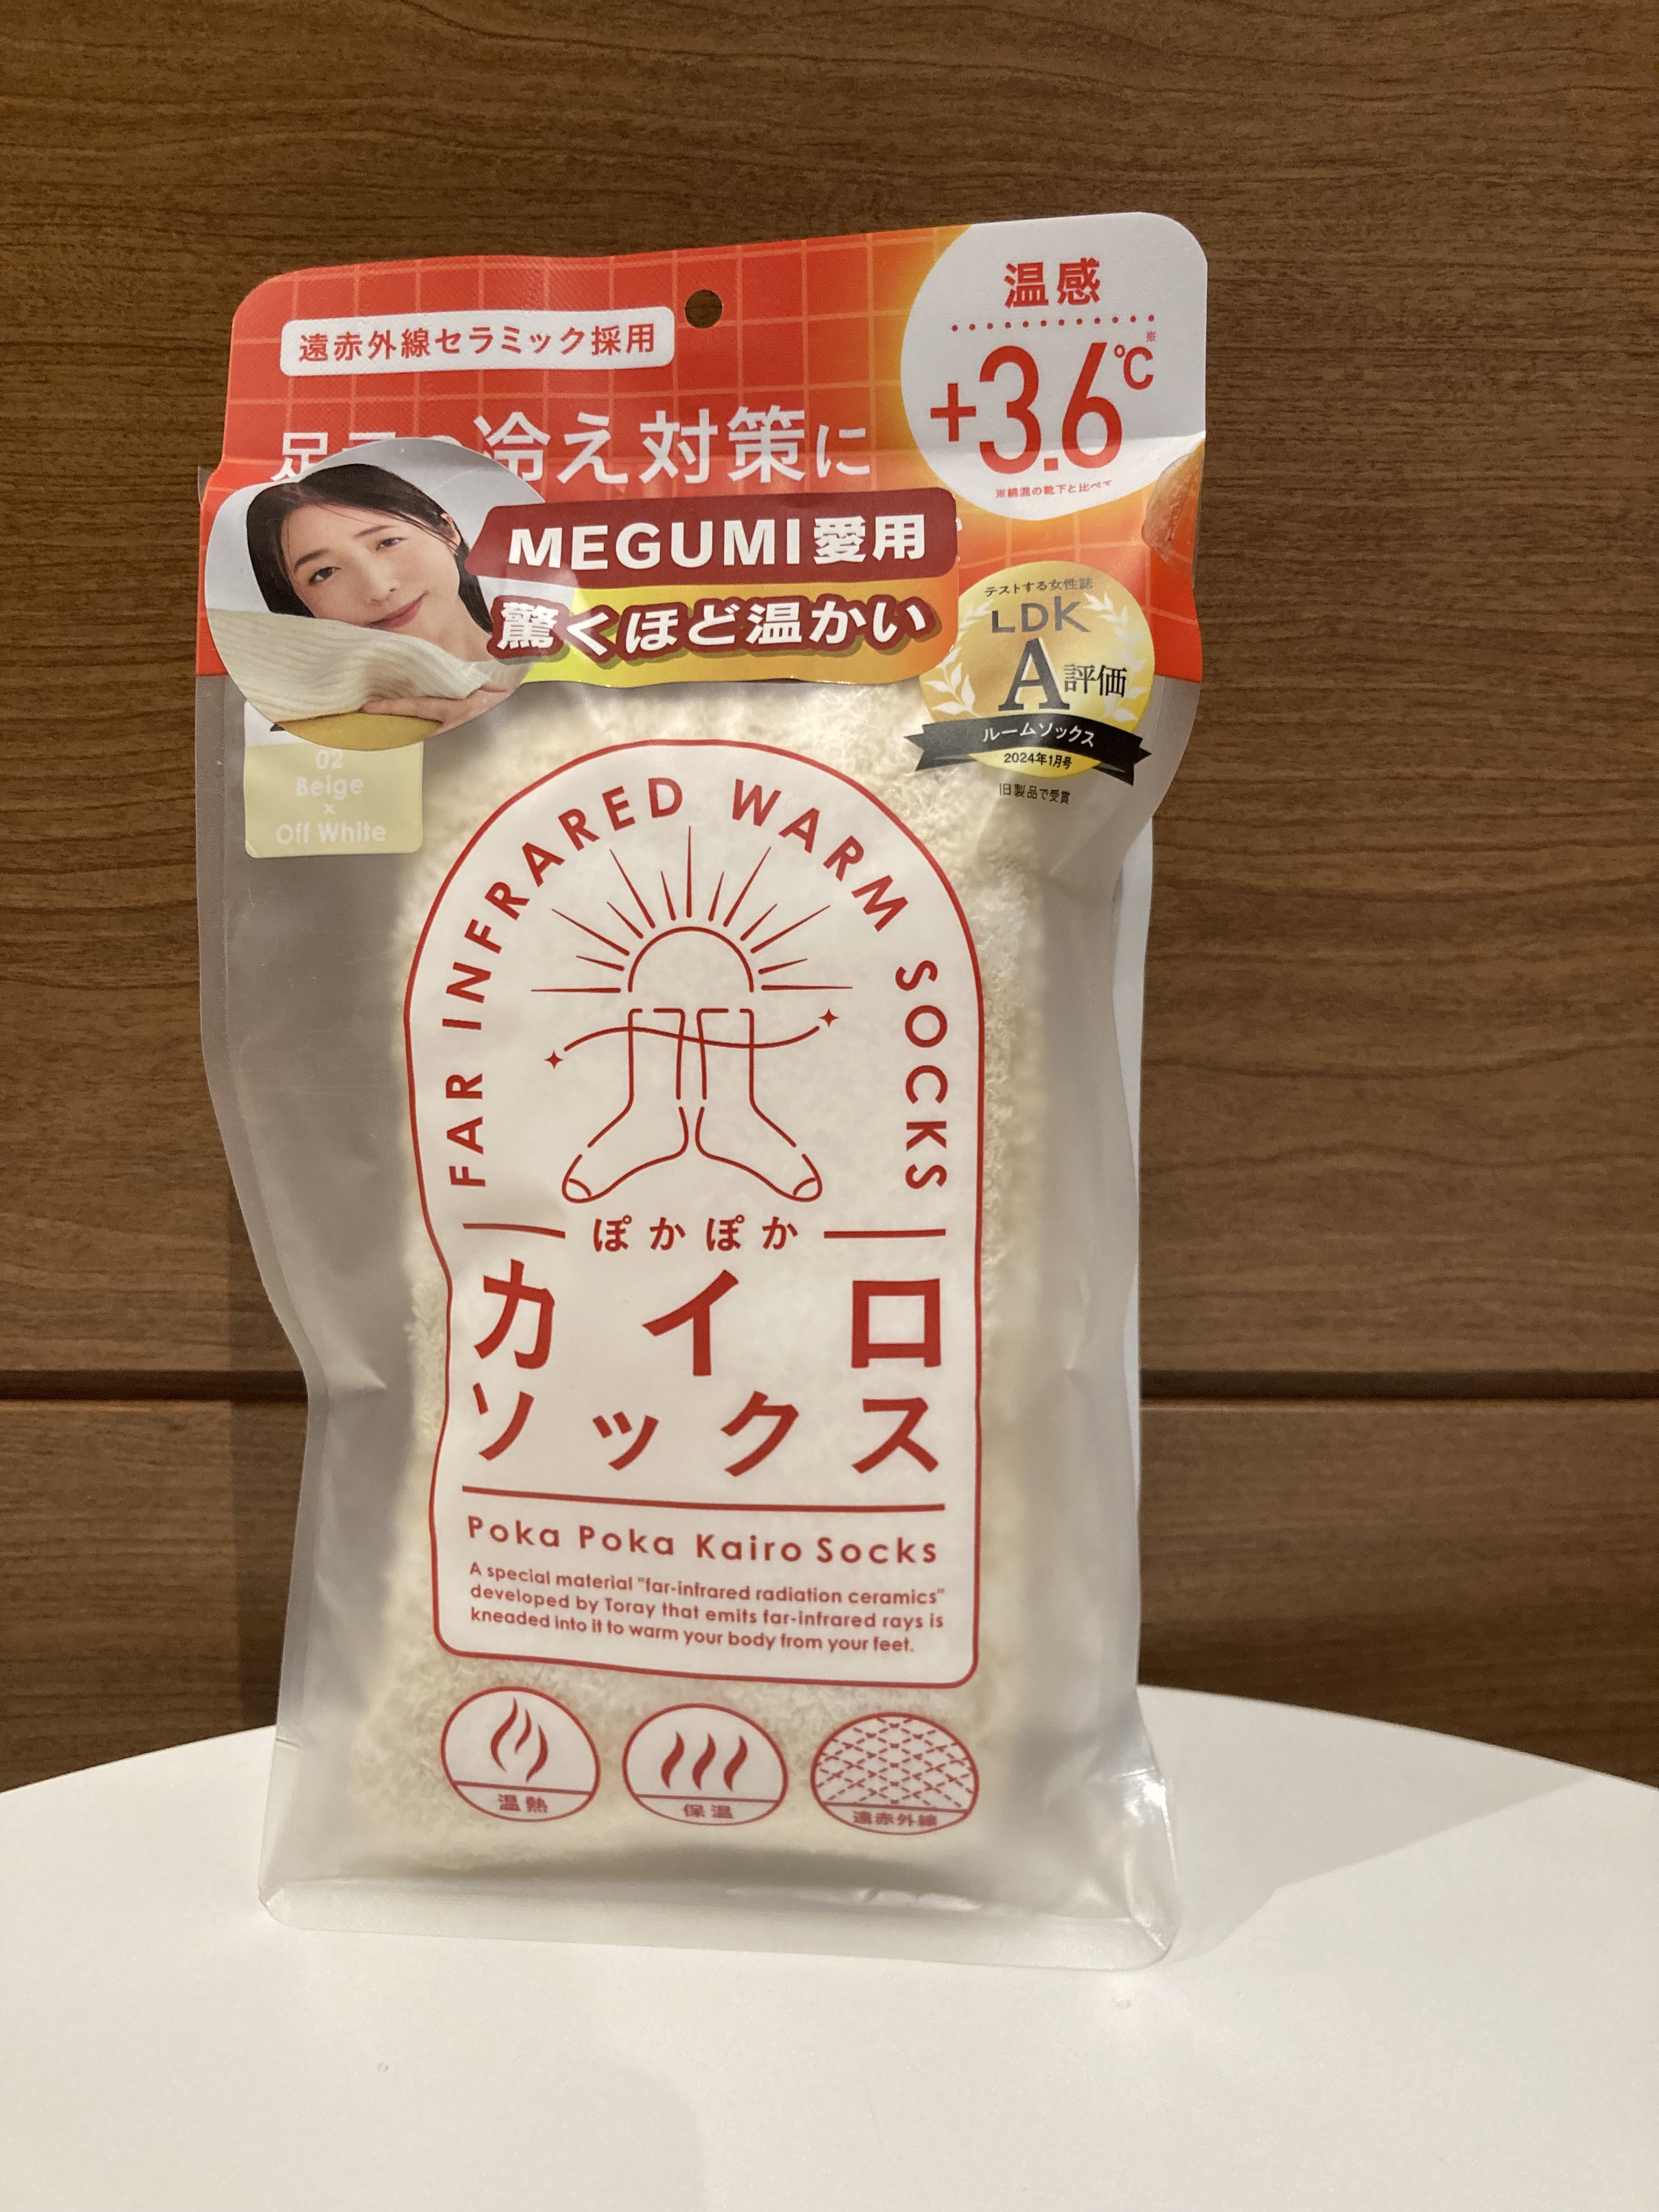 遠赤外線セラミック採用
温感
+3.6℃※
※綿混の靴下と比べて
冷え対策に
MEGUMI愛用
驚くほど温かい
テストする女性誌
LDK
A評価
ルームソックス
2024年1月号
旧製品で受賞
02
Beige
×
Off White
FAR INFRARED WARM SOCKS
ぽかぽか
カイロ
ソックス
Poka Poka Kairo Socks
A special material "far-infrared radiation ceramics"
developed by Toray that emits far-infrared rays is
kneaded into it to warm your body from your feet.
温熱
保温
遠赤外線